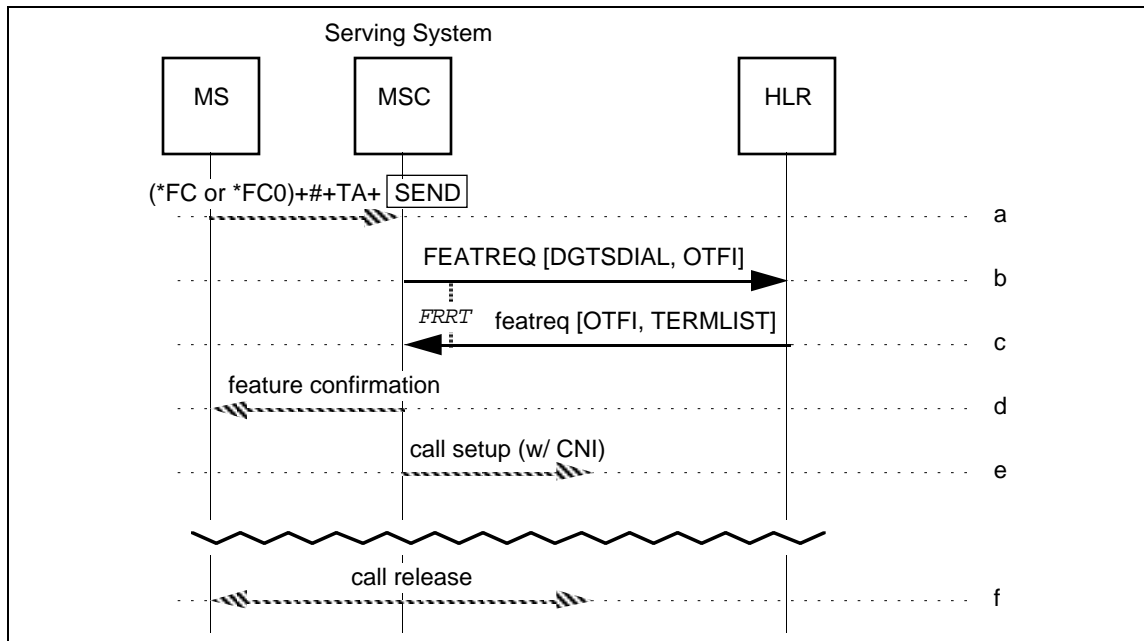 Serving System
MS
MSC
HLR
(*FC or *FC0)+#+TA+ SEND
a
FEATREQ [DGTSDIAL, OTFI]
b
FRRT
featreq [OTFI, TERMLIST]
c
feature confirmation
d
call setup (w/ CNI)
e
call release
f